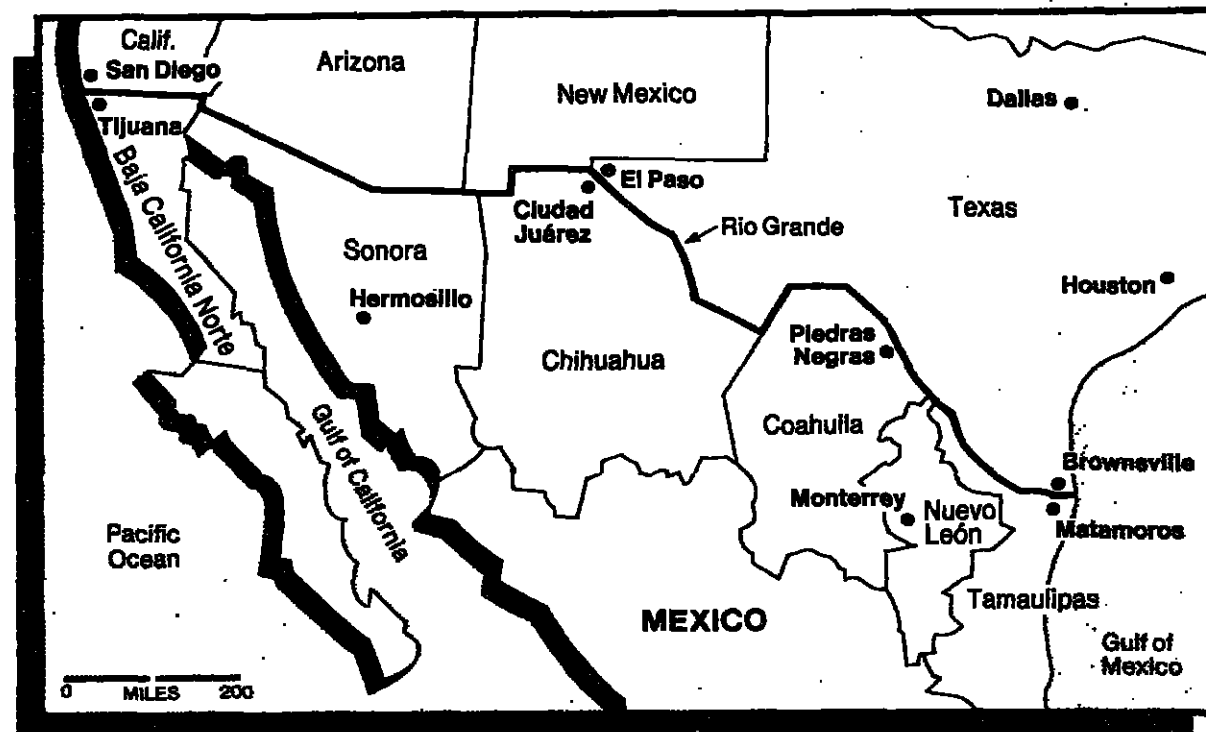 Calif.
San Diego
Arizona
New Mexico
Dallas
Tijuana
El Paso
Ciudad
Juárez
Texas
Rio Grande
Baja California Norte
Sonora
Hermosillo
Houston
Piedras
Negras
Chihuahua
Coahuila
Gulf of California
Brownsville
Monterrey
Nuevo
León
Matamoros
Pacific
Ocean
MEXICO
Tamaulipas
Gulf of
Mexico
0 MILES 200